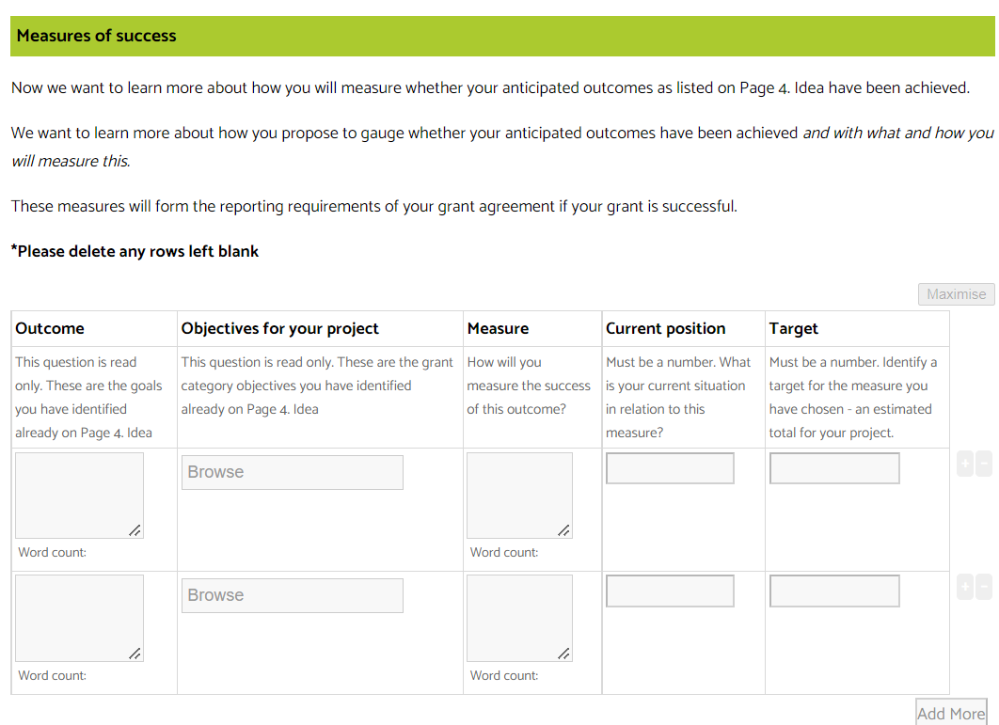 Measures of success
Now we want to learn more about how you will measure whether your anticipated outcomes as listed on Page 4. Idea have been achieved.
We want to learn more about how you propose to gauge whether your anticipated outcomes have been achieved and with what and how you
will measure this.
These measures will form the reporting requirements of your grant agreement if your grant is successful.
*Please delete any rows left blank
Maximise
Outcome
Objectives for your project
Measure
Current position
Target
This question is read
only. These are the goals
you have identified
already on Page 4. Idea
This question is read only. These are the grant
category objectives you have identified
already on Page 4. Idea
How will you
measure the success
of this outcome?
Must be a number. What
is your current situation
in relation to this
measure?
Must be a number. Identify a
target for the measure you
have chosen - an estimated
total for your project.
Browse
+ -
Word count:
Word count:
Browse
+ -
Word count:
Word count:
Add More